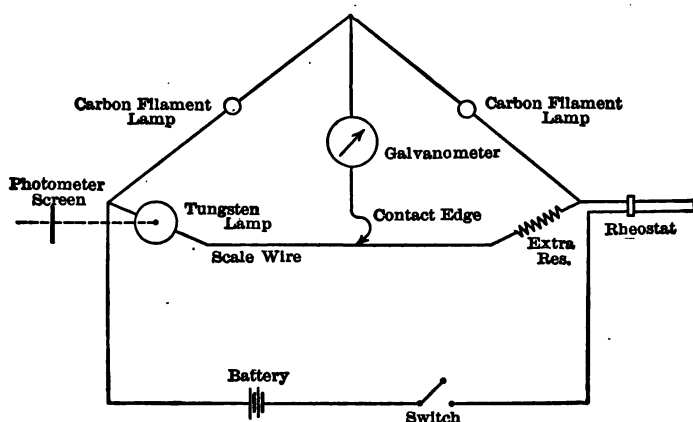 Carbon Filament
Lamp
Carbon Filament
Lamp
Galvanometer
Photometer
Screen
Tungsten
Lamp
Contact Edge
Scale Wire
Extra
Res.
Rheostat
Battery
Switch